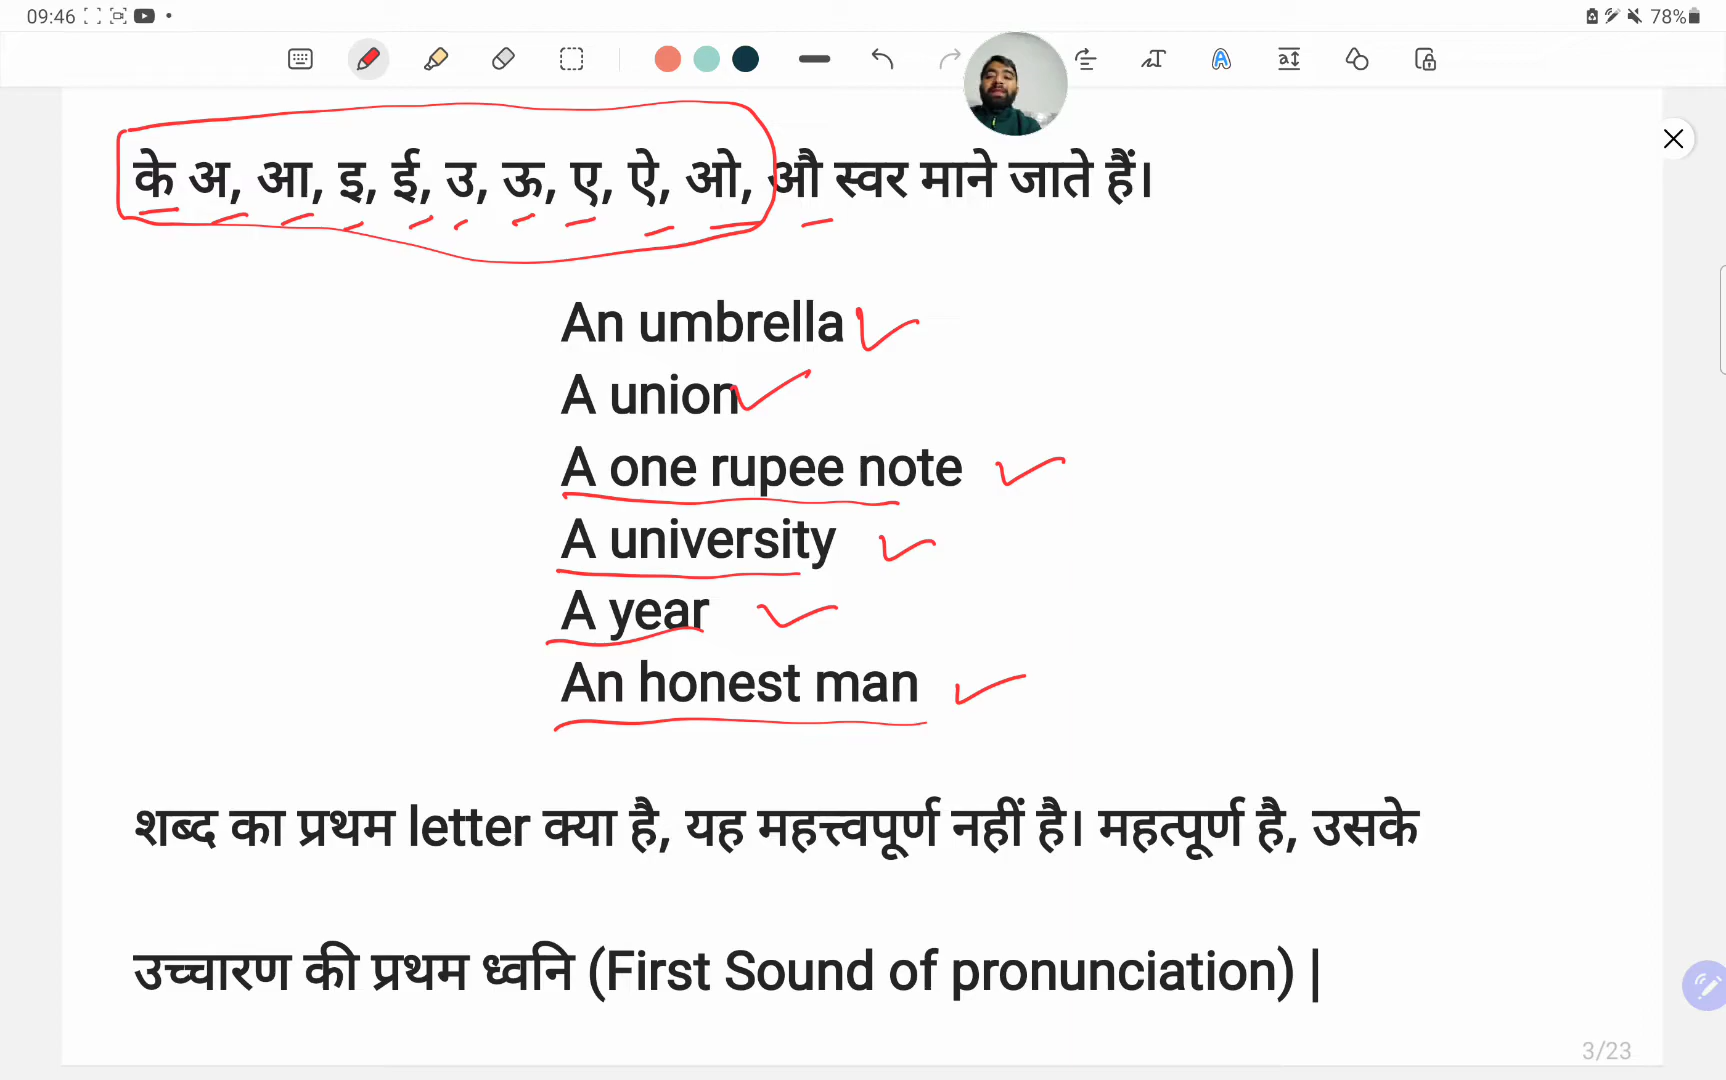 09:46
78%
के अ, आ, इ, ई, उ, ऊ, ए, ऐ, ओ, औ स्वर माने जाते हैं।
An umbrella
A union
A one rupee note
A university
A year
An honest man
शब्द का प्रथम letter क्या है, यह महत्त्वपूर्ण नहीं है। महत्पूर्ण है, उसके
उच्चारण की प्रथम ध्वनि (First Sound of pronunciation) |
3/23